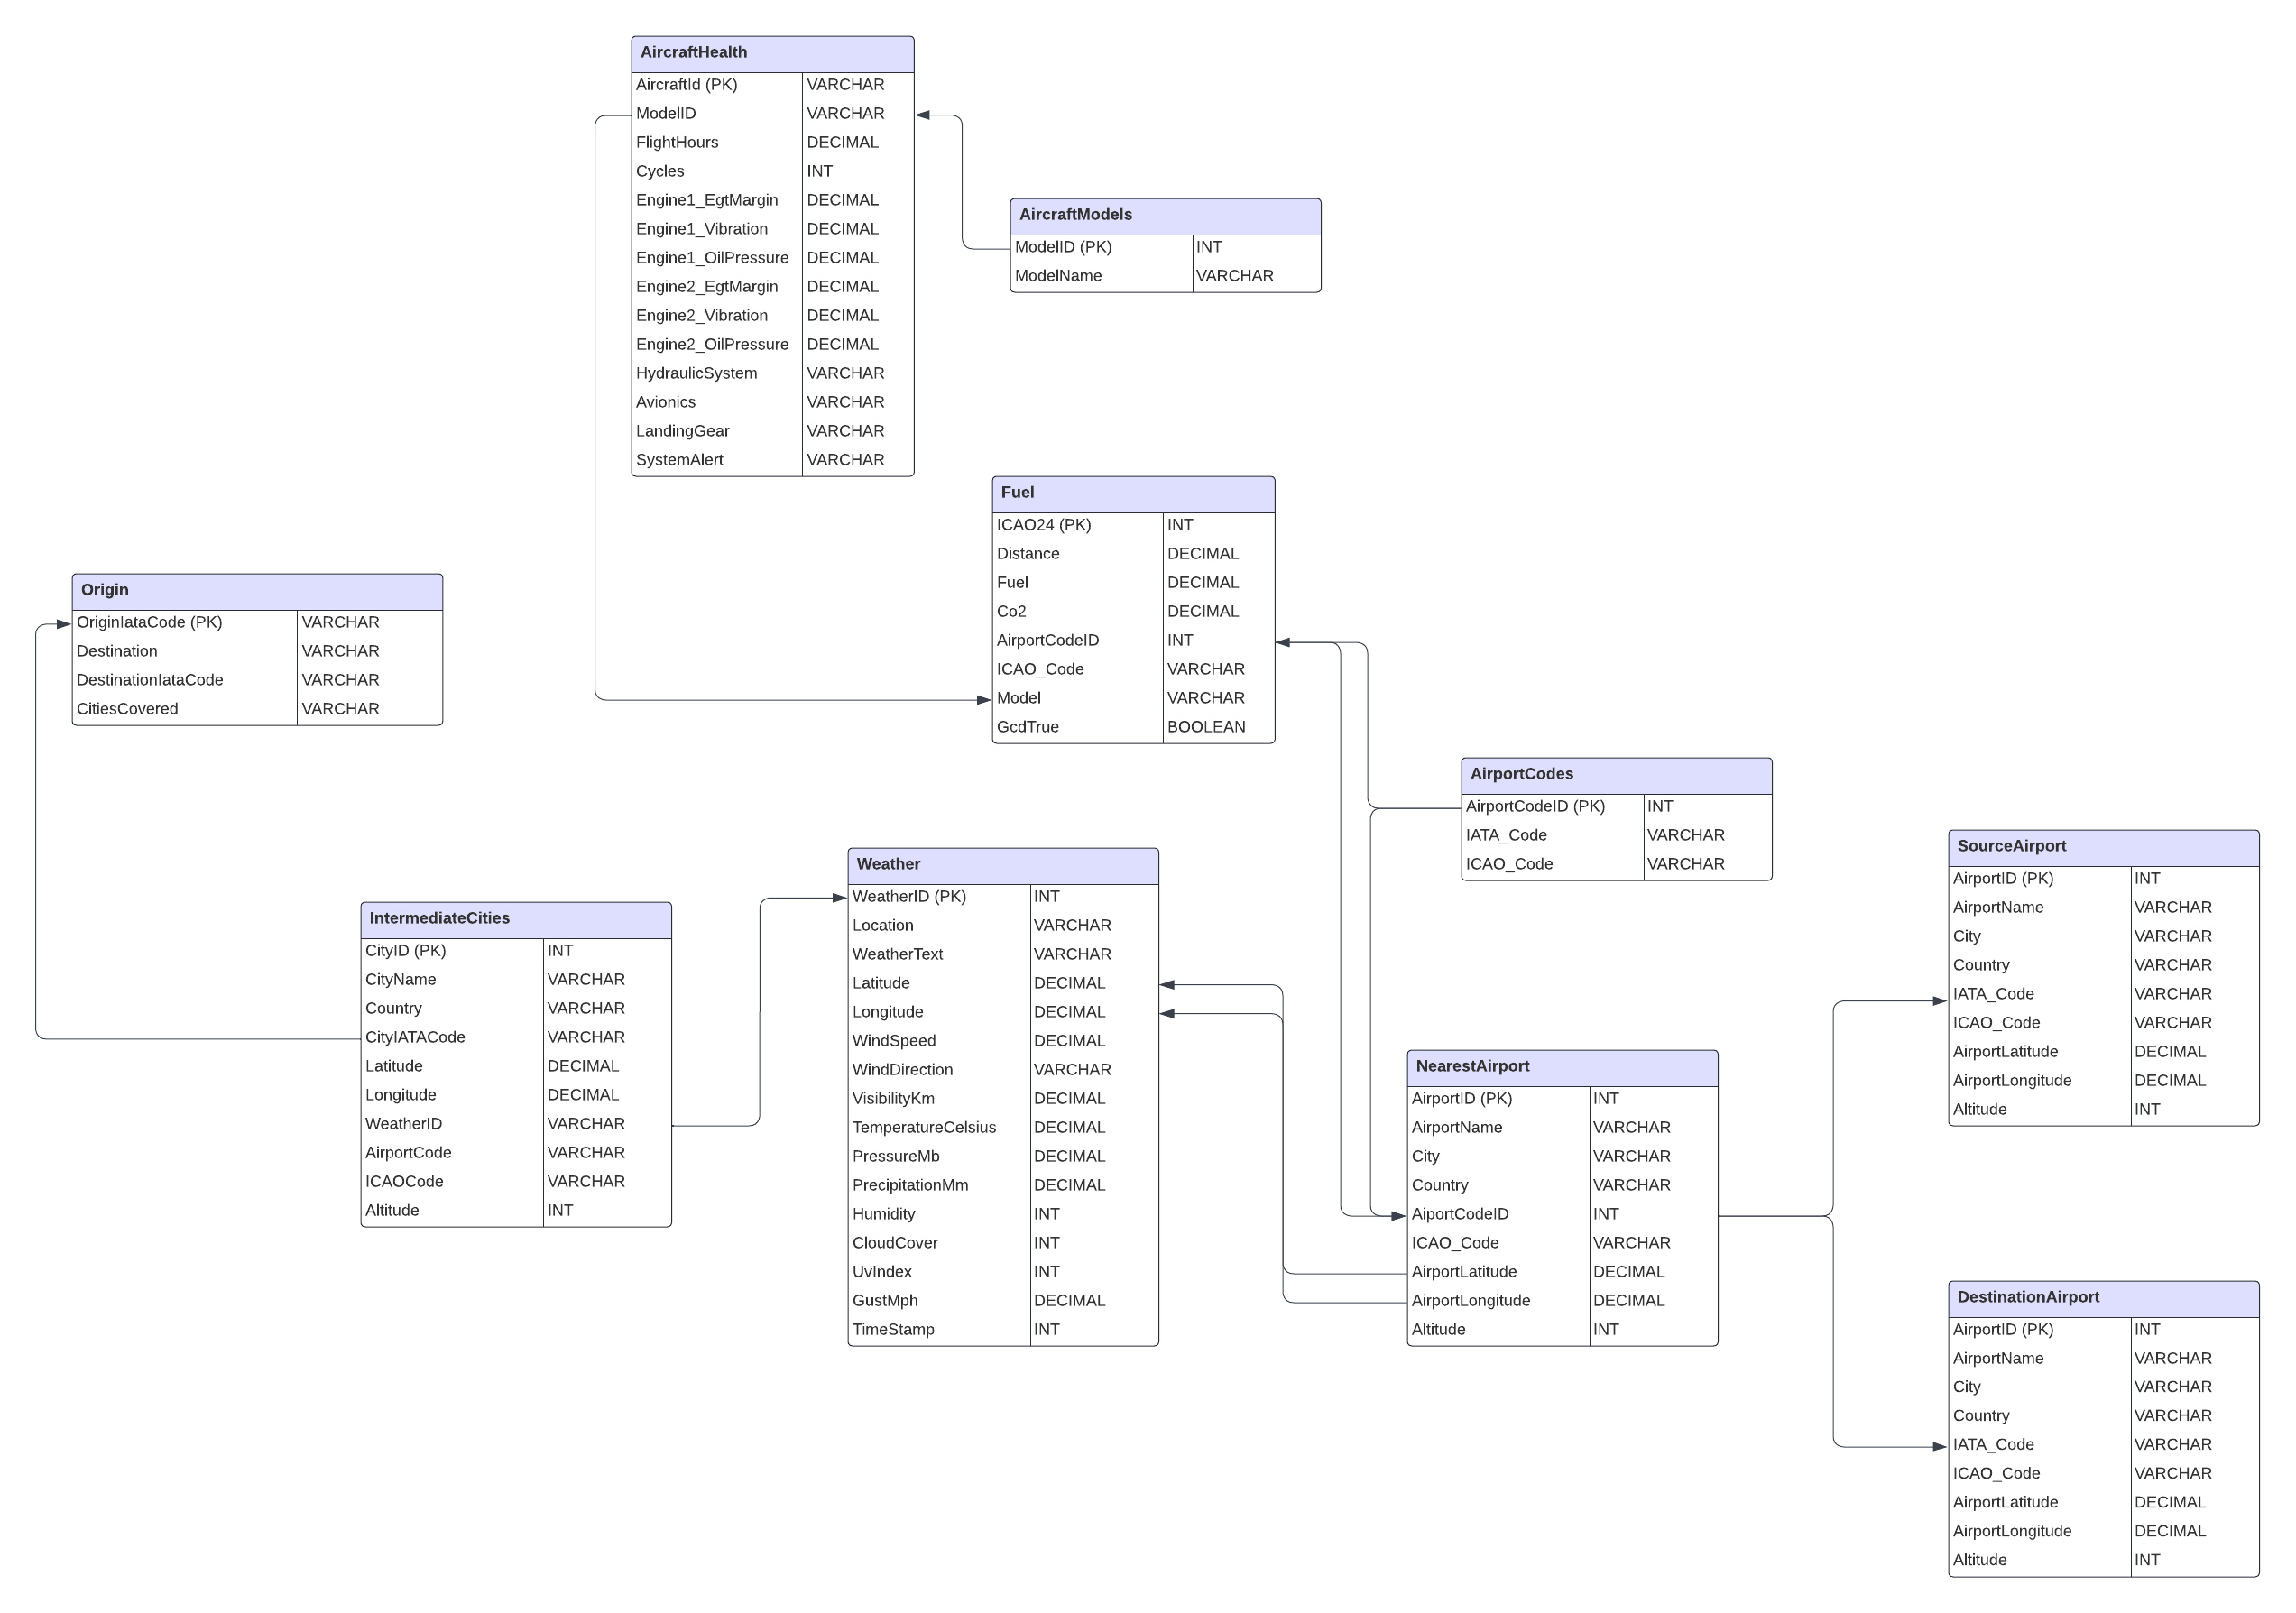 AircraftHealth
AircraftId (PK) VARCHAR
ModelID VARCHAR
FlightHours DECIMAL
Cycles INT
Engine1_EgtMargin DECIMAL
Engine1_Vibration DECIMAL
Engine1_OilPressure DECIMAL
Engine2_EgtMargin DECIMAL
Engine2_Vibration DECIMAL
Engine2_OilPressure DECIMAL
HydraulicSystem VARCHAR
Avionics VARCHAR
LandingGear VARCHAR
SystemAlert VARCHAR
AircraftModels
ModelID (PK) INT
ModelName VARCHAR
Fuel
ICAO24 (PK) INT
Distance DECIMAL
Fuel DECIMAL
Co2 DECIMAL
AirportCodeID INT
ICAO_Code VARCHAR
Model VARCHAR
GcdTrue BOOLEAN
Origin
OriginIataCode (PK) VARCHAR
Destination VARCHAR
DestinationIataCode VARCHAR
CitiesCovered VARCHAR
AirportCodes
AirportCodeID (PK) INT
IATA_Code VARCHAR
ICAO_Code VARCHAR
IntermediateCities
CityID (PK) INT
CityName VARCHAR
Country VARCHAR
CityIATACode VARCHAR
Latitude DECIMAL
Longitude DECIMAL
WeatherID VARCHAR
AirportCode VARCHAR
ICAOCode VARCHAR
Altitude INT
Weather
WeatherID (PK) INT
Location VARCHAR
WeatherText VARCHAR
Latitude DECIMAL
Longitude DECIMAL
WindSpeed DECIMAL
WindDirection VARCHAR
VisibilityKm DECIMAL
TemperatureCelsius DECIMAL
PressureMb DECIMAL
PrecipitationMm DECIMAL
Humidity INT
CloudCover INT
UvIndex INT
GustMph DECIMAL
TimeStamp INT
NearestAirport
AirportID (PK) INT
AirportName VARCHAR
City VARCHAR
Country VARCHAR
AiportCodeID INT
ICAO_Code VARCHAR
AirportLatitude DECIMAL
AirportLongitude DECIMAL
Altitude INT
SourceAirport
AirportID (PK) INT
AirportName VARCHAR
City VARCHAR
Country VARCHAR
IATA_Code VARCHAR
ICAO_Code VARCHAR
AirportLatitude DECIMAL
AirportLongitude DECIMAL
Altitude INT
DestinationAirport
AirportID (PK) INT
AirportName VARCHAR
City VARCHAR
Country VARCHAR
IATA_Code VARCHAR
ICAO_Code VARCHAR
AirportLatitude DECIMAL
AirportLongitude DECIMAL
Altitude INT